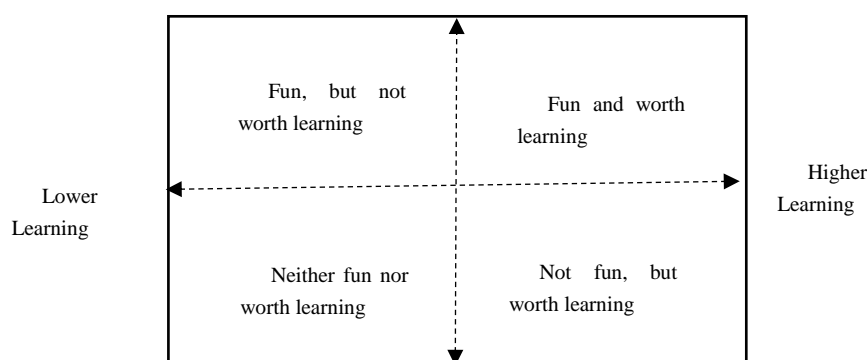 Fun, but not
worth learning
Fun and worth
learning
Lower
Learning
Higher
Learning
Neither fun nor
worth learning
Not fun, but
worth learning